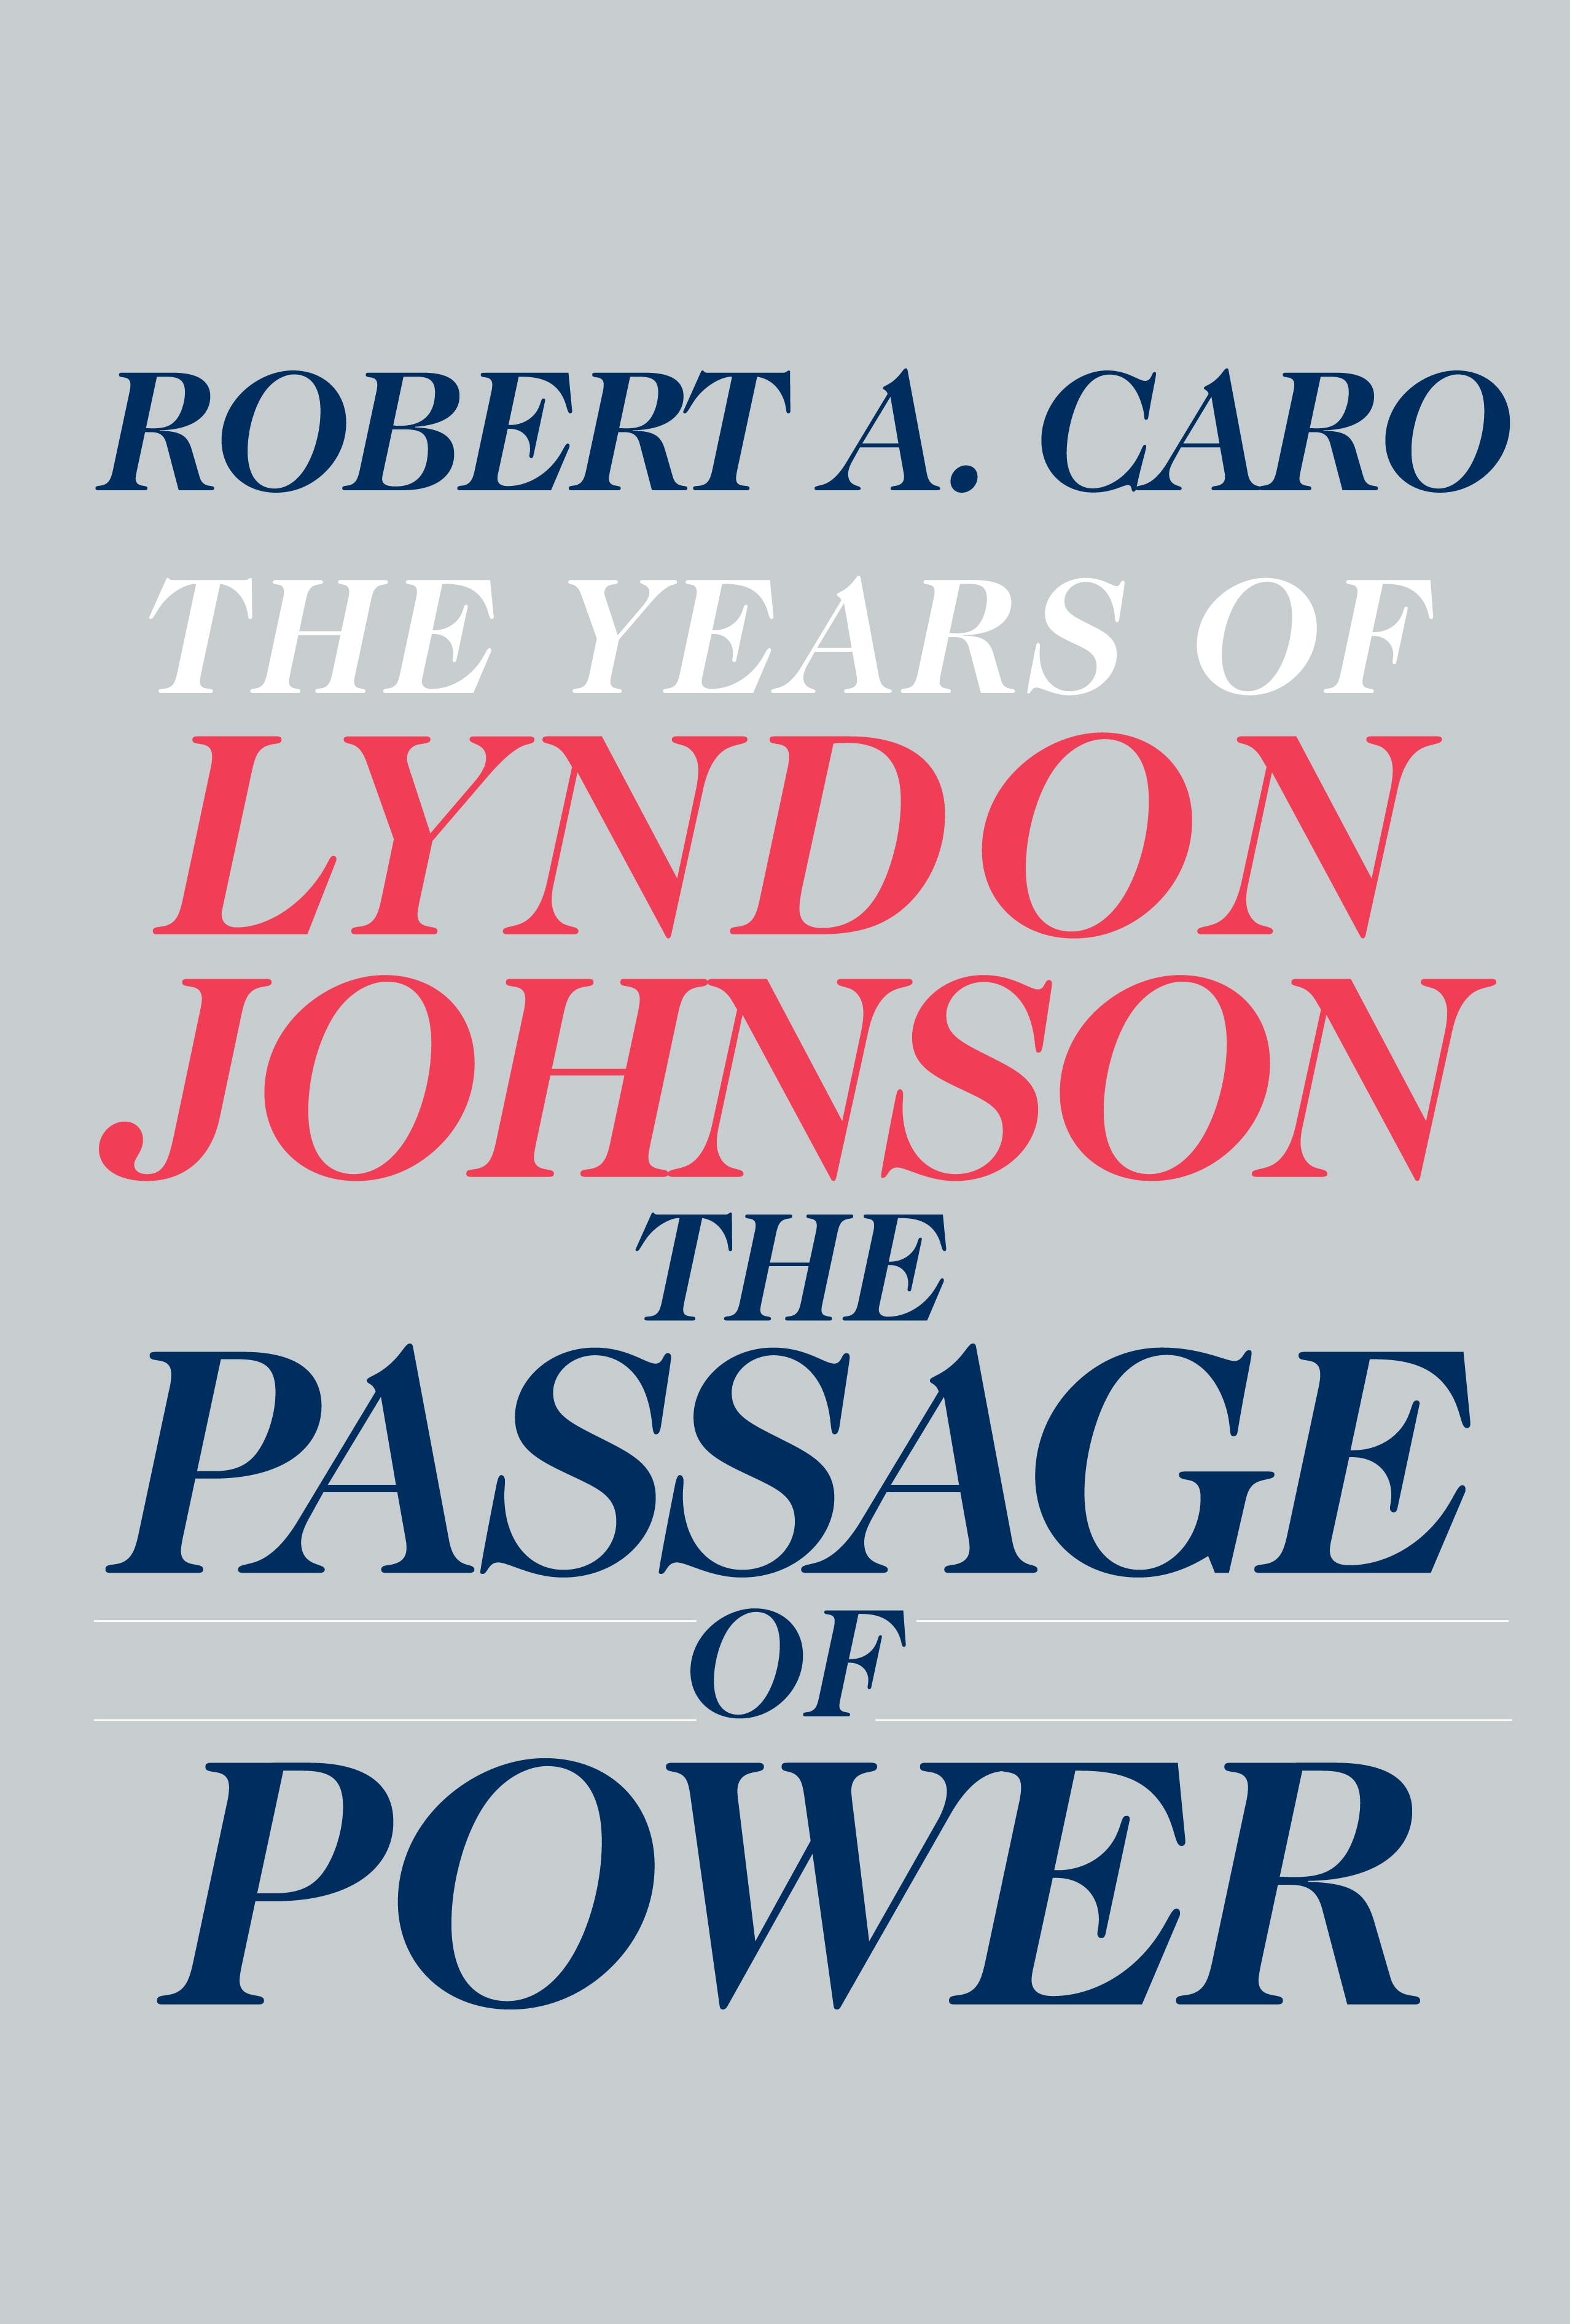 ROBERT A. CARO
THE YEARS OF
LYNDON
JOHNSON
THE
PASSAGE
OF
POWER